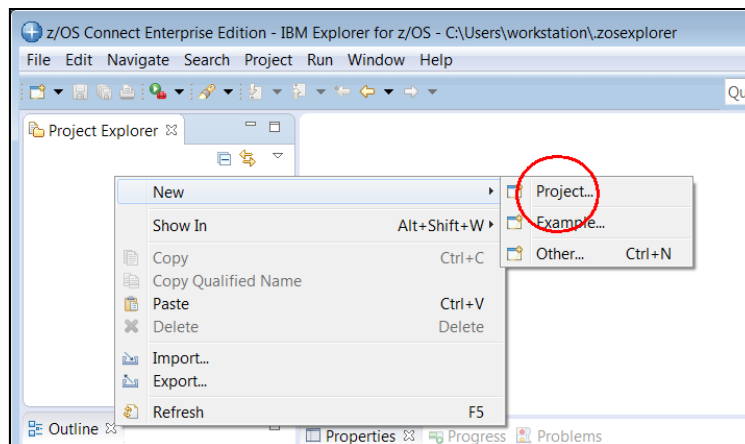 z/OS Connect Enterprise Edition - IBM Explorer for z/OS - C:\Users\workstation\.zosexplorer
File Edit Navigate Search Project Run Window Help
Qu
Project Explorer
New
Project...
Show In Alt+Shift+W
Example...
Other... Ctrl+N
Copy Ctrl+C
Copy Qualified Name
Paste Ctrl+V
Delete Delete
Import...
Export...
Refresh F5
Outline
Properties Progress Problems